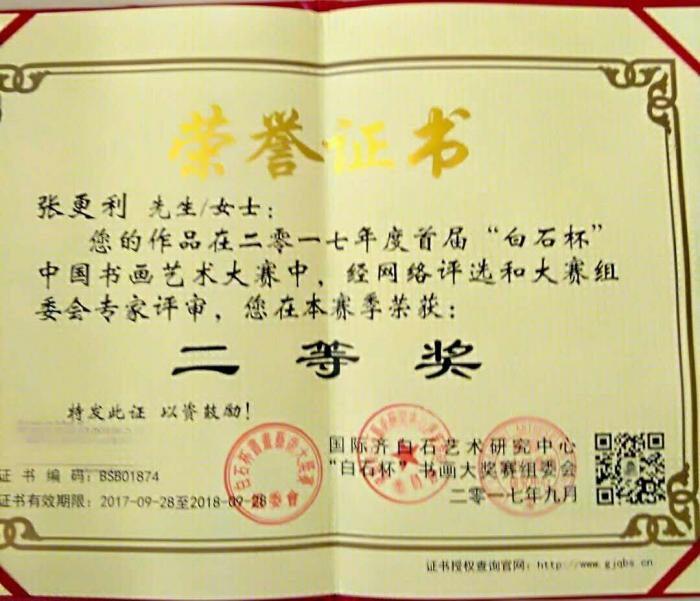 荣誉证书
张更利 先生/女士：
您的作品在二零一七年度首届“白石杯”
中国书画艺术大赛中，经网络评选和大赛组
委会专家评审，您在本赛季荣获：
二等奖
特发此证 以资鼓励！
国际齐白石艺术研究中心
“白石杯”书画大奖赛组委会
二零一七年九月
证书编码：BSB01874
证书有效期限：2017-09-28至2018-09-28
证书授权查询官网：http://www.gjqbs.cn